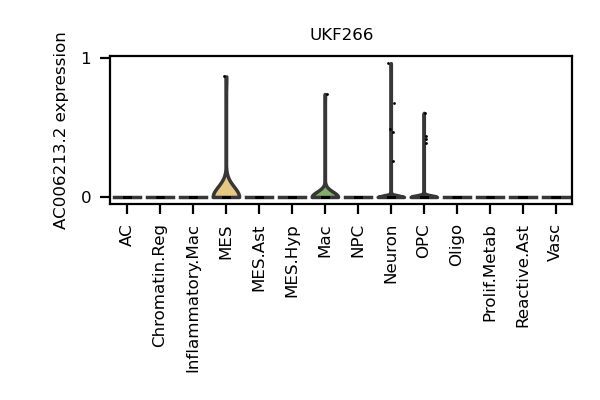 UKF266
AC006213.2 expression
1
0
AC
Chromatin.Reg
Inflammatory.Mac
MES
MES.Ast
MES.Hyp
Mac
NPC
Neuron
OPC
Oligo
Prolif.Metab
Reactive.Ast
Vasc